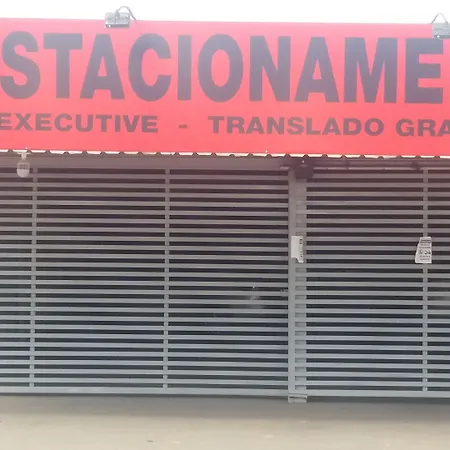 STACIONAME
EXECUTIVE - TRANSLADO GRA